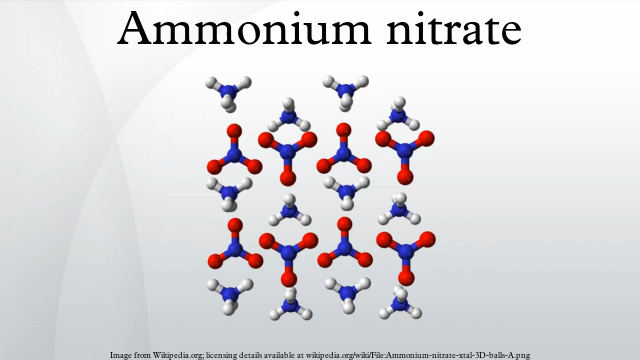 Ammonium nitrate
Image from Wikipedia.org; licensing details available at wikipedia.org/wiki/File:Ammonium-nitrate-xtal-3D-balls-A.png